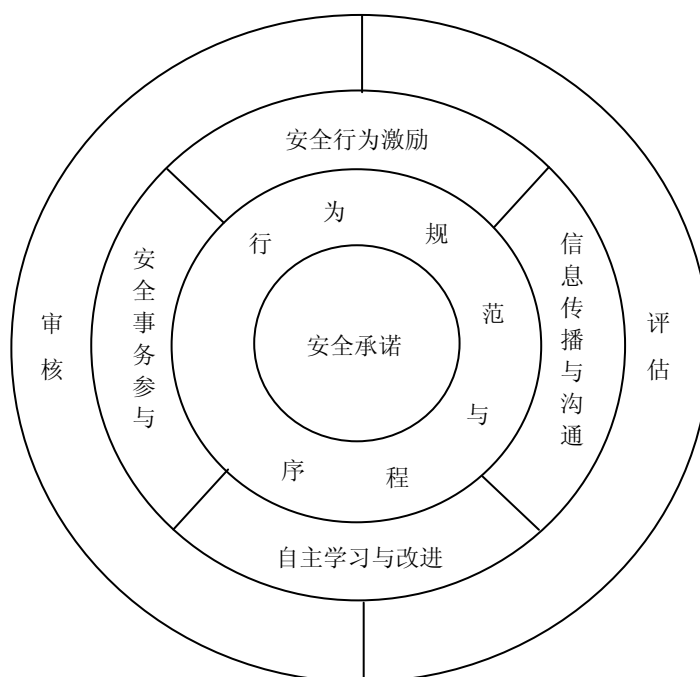 安全行为激励
行为规范与程序
安全事务参与
信息传播与沟通
安全承诺
审核
评估
自主学习与改进